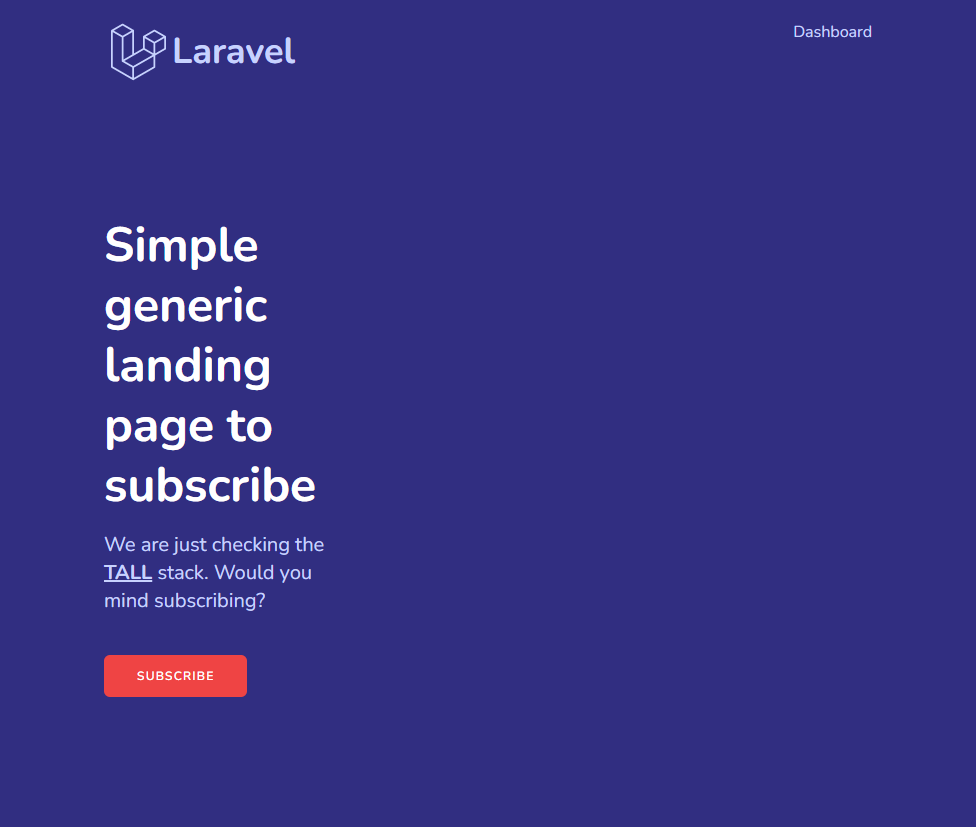 Laravel
Dashboard
Simple
generic
landing
page to
subscribe
We are just checking the
TALL stack. Would you
mind subscribing?
SUBSCRIBE